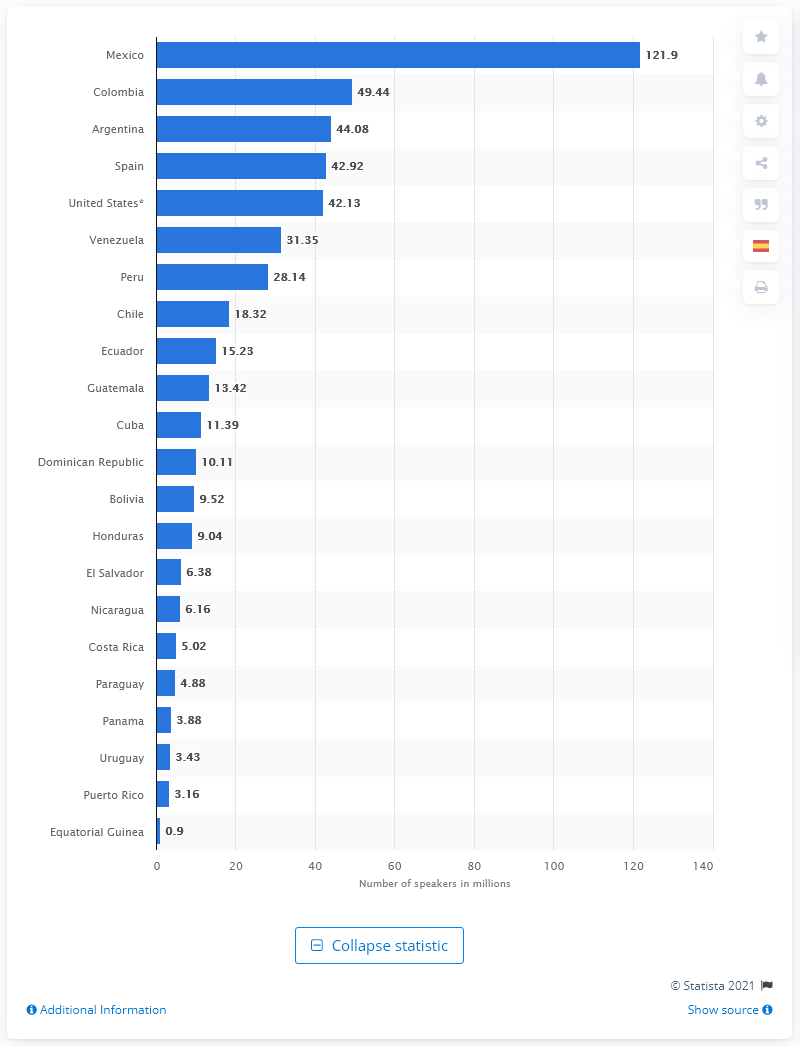 Mexico 121.9
Colombia 49.44
Argentina 44.08
Spain 42.92
United States* 42.13
Venezuela 31.35
Peru 28.14
Chile 18.32
Ecuador 15.23
Guatemala 13.42
Cuba 11.39
Dominican Republic 10.11
Bolivia 9.52
Honduras 9.04
El Salvador 6.38
Nicaragua 6.16
Costa Rica 5.02
Paraguay 4.88
Panama 3.88
Uruguay 3.43
Puerto Rico 3.16
Equatorial Guinea 0.9
0 20 40 60 80 100 120 140
Number of speakers in millions
Collapse statistic
© Statista 2021
Additional Information Show source